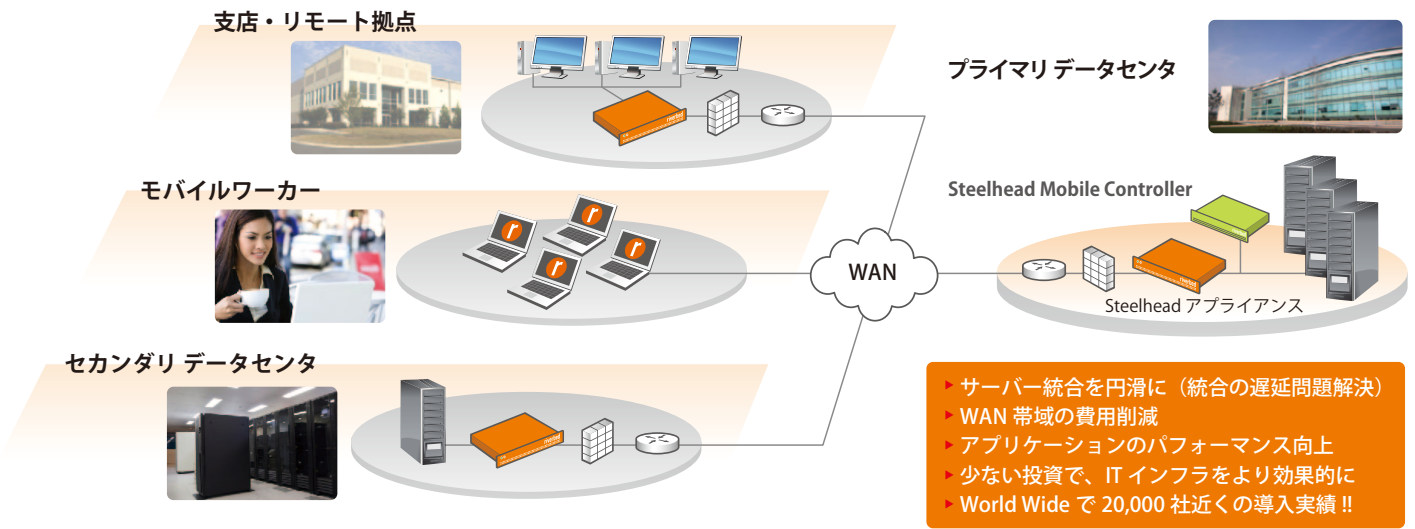 支店・リモート拠点
プライマリ データセンタ
riverbed
モバイルワーカー
Steelhead Mobile Controller
r
r
r
r
WAN
riverbed
Steelhead アプライアンス
セカンダリ データセンタ
riverbed
サーバー統合を円滑に（統合の遅延問題解決）
WAN 帯域の費用削減
アプリケーションのパフォーマンス向上
少ない投資で、IT インフラをより効果的に
World Wide で 20,000 社近くの導入実績 !!